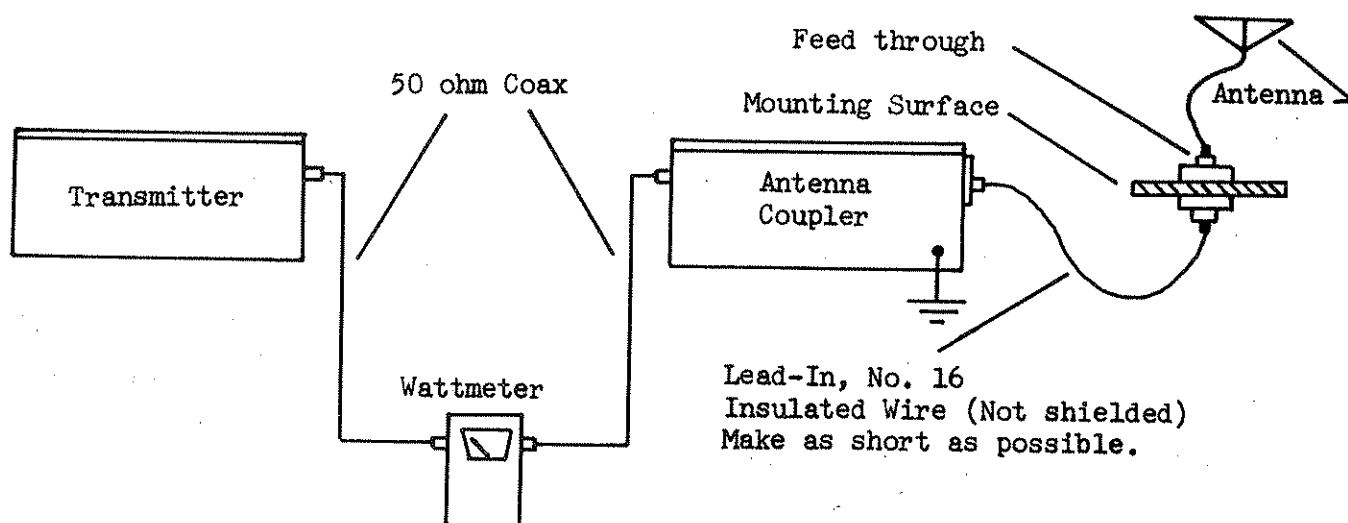 Feed through
50 ohm Coax
Mounting Surface
Antenna
Transmitter
Antenna
Coupler
Wattmeter
Lead-In, No. 16
Insulated Wire (Not shielded)
Make as short as possible.